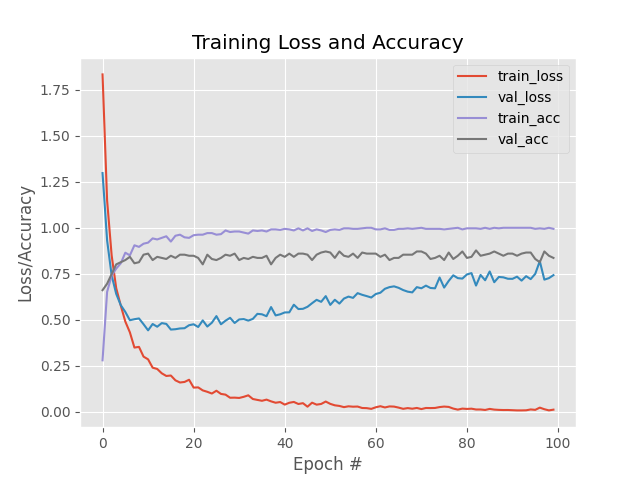 Training Loss and Accuracy
train_loss
val_loss
train_acc
val_acc
Loss/Accuracy
1.75
1.50
1.25
1.00
0.75
0.50
0.25
0.00
0 20 40 60 80 100
Epoch #